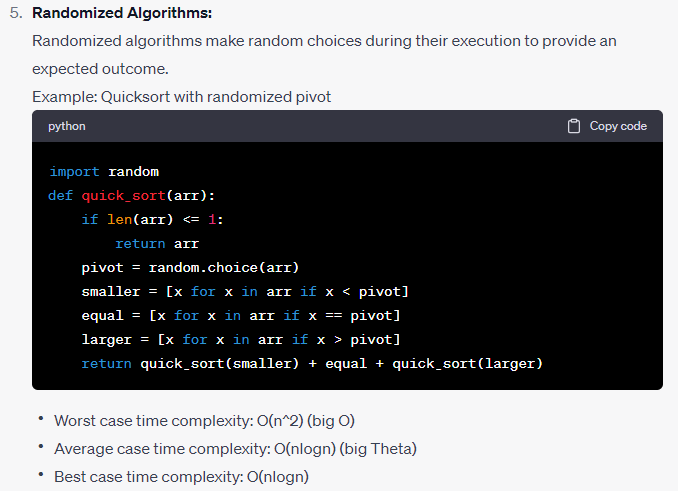 5. Randomized Algorithms:
Randomized algorithms make random choices during their execution to provide an
expected outcome.
Example: Quicksort with randomized pivot
python Copy code
import random
def quick_sort(arr):
    if len(arr) <= 1:
        return arr
    pivot = random.choice(arr)
    smaller = [x for x in arr if x < pivot]
    equal = [x for x in arr if x == pivot]
    larger = [x for x in arr if x > pivot]
    return quick_sort(smaller) + equal + quick_sort(larger)
• Worst case time complexity: O(n^2) (big O)
• Average case time complexity: O(nlogn) (big Theta)
• Best case time complexity: O(nlogn)